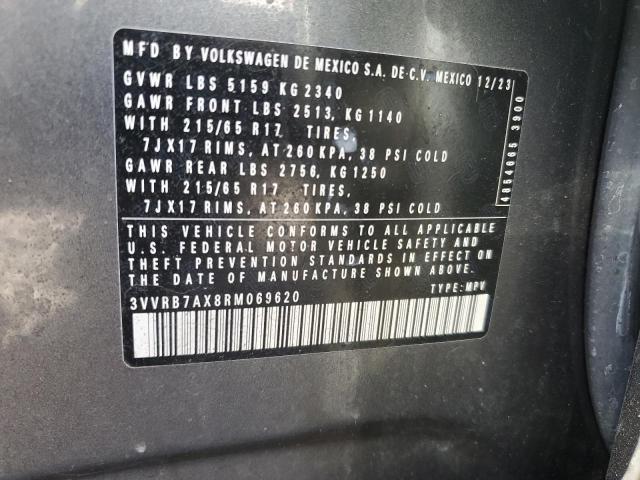 MFD BY VOLKSWAGEN DE MEXICO S.A. DE C.V. MEXICO 12/23
GVWR LBS 5159 KG 2340
GAWR FRONT LBS 2513, KG 1140
WITH 215/65 R17 TIRES,
7JX17 RIMS, AT 260 KPA, 38 PSI COLD
GAWR REAR LBS 2756, KG 1250
WITH 215/65 R17 TIRES,
7JX17 RIMS, AT 260 KPA, 38 PSI COLD
THIS VEHICLE CONFORMS TO ALL APPLICABLE
U.S. FEDERAL MOTOR VEHICLE SAFETY AND
THEFT PREVENTION STANDARDS IN EFFECT ON
THE DATE OF MANUFACTURE SHOWN ABOVE.
3VVRB7AX8RM069620 TYPE: MPV
4854665 3900